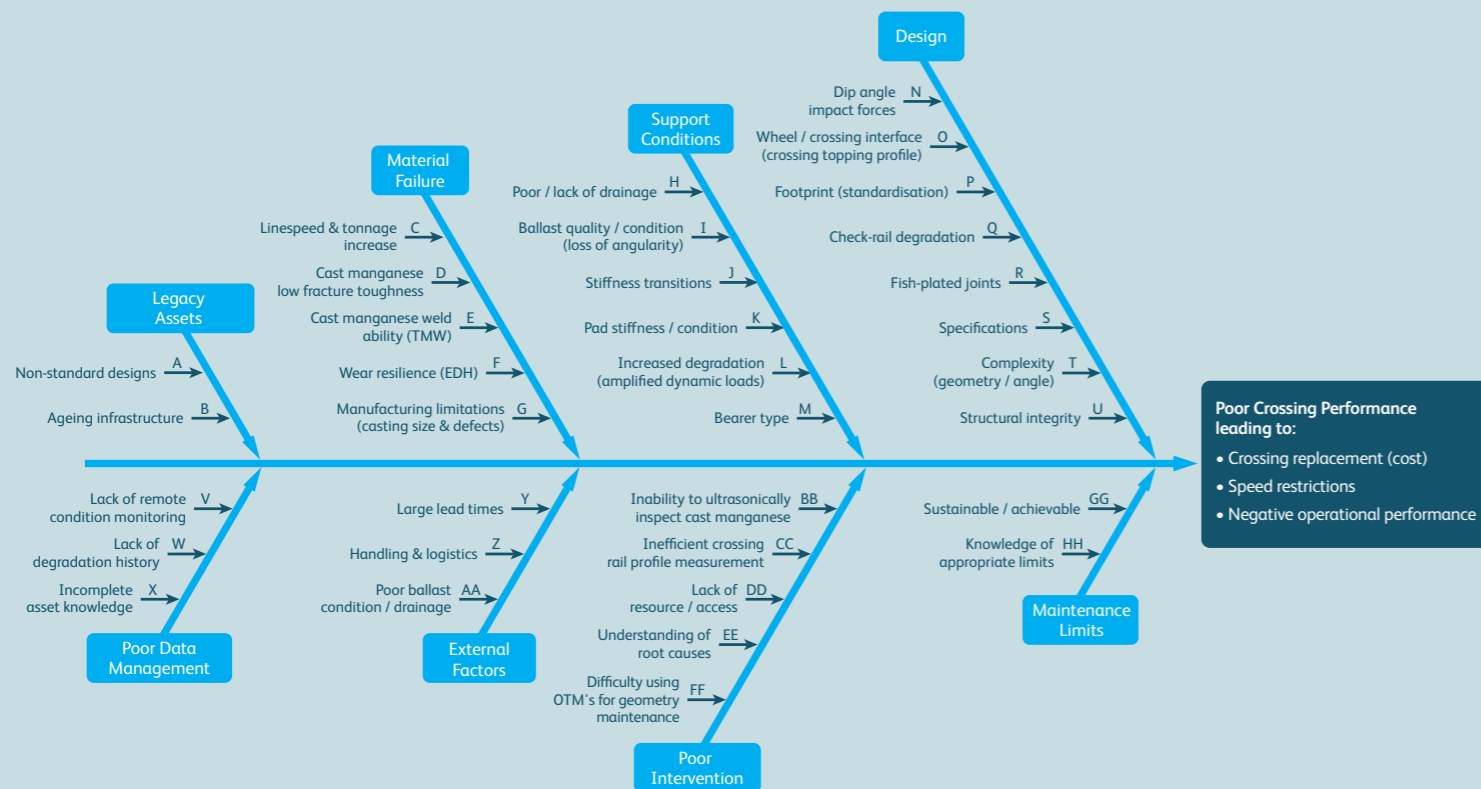 Design
Dip angle
impact forces
N
Wheel / crossing interface
(crossing topping profile)
O
Footprint (standardisation)
P
Check-rail degradation
Q
Fish-plated joints
R
Specifications
S
Complexity
(geometry / angle)
T
Structural integrity
U
Support
Conditions
Poor / lack of drainage
H
Ballast quality / condition
(loss of angularity)
I
Stiffness transitions
J
Pad stiffness / condition
K
Increased degradation
(amplified dynamic loads)
L
Bearer type
M
Material
Failure
Linespeed & tonnage
increase
C
Cast manganese
low fracture toughness
D
Cast manganese weld
ability (TMW)
E
Wear resilience (EDH)
F
Manufacturing limitations
(casting size & defects)
G
Legacy
Assets
Non-standard designs
A
Ageing infrastructure
B
Poor Crossing Performance
leading to:
• Crossing replacement (cost)
• Speed restrictions
• Negative operational performance
Lack of remote
condition monitoring
V
Lack of
degradation history
W
Incomplete
asset knowledge
X
Poor Data
Management
Large lead times
Y
Handling & logistics
Z
Poor ballast
condition / drainage
AA
External
Factors
Inability to ultrasonically
inspect cast manganese
BB
Inefficient crossing
rail profile measurement
CC
Lack of
resource / access
DD
Understanding of
root causes
EE
Difficulty using
OTM's for geometry
maintenance
FF
Poor
Intervention
Sustainable / achievable
GG
Knowledge of
appropriate limits
HH
Maintenance
Limits